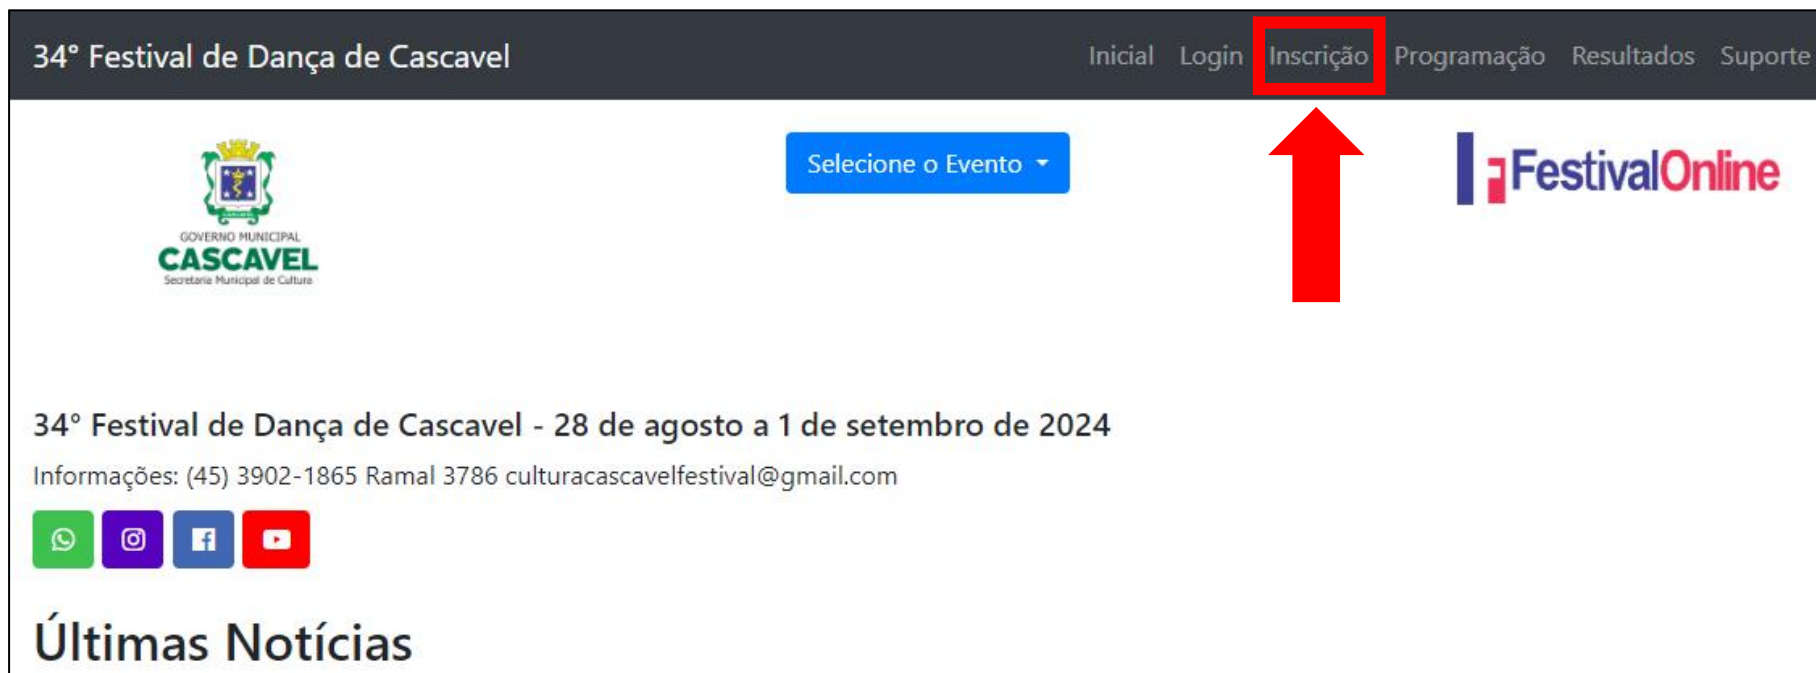 34° Festival de Dança de Cascavel
Inicial Login Inscrição Programação Resultados Suporte
Selecione o Evento
FestivalOnline
GOVERNO MUNICIPAL
CASCAVEL
Secretaria Municipal de Cultura
34° Festival de Dança de Cascavel - 28 de agosto a 1 de setembro de 2024
Informações: (45) 3902-1865 Ramal 3786 culturacascavelfestival@gmail.com
Últimas Notícias